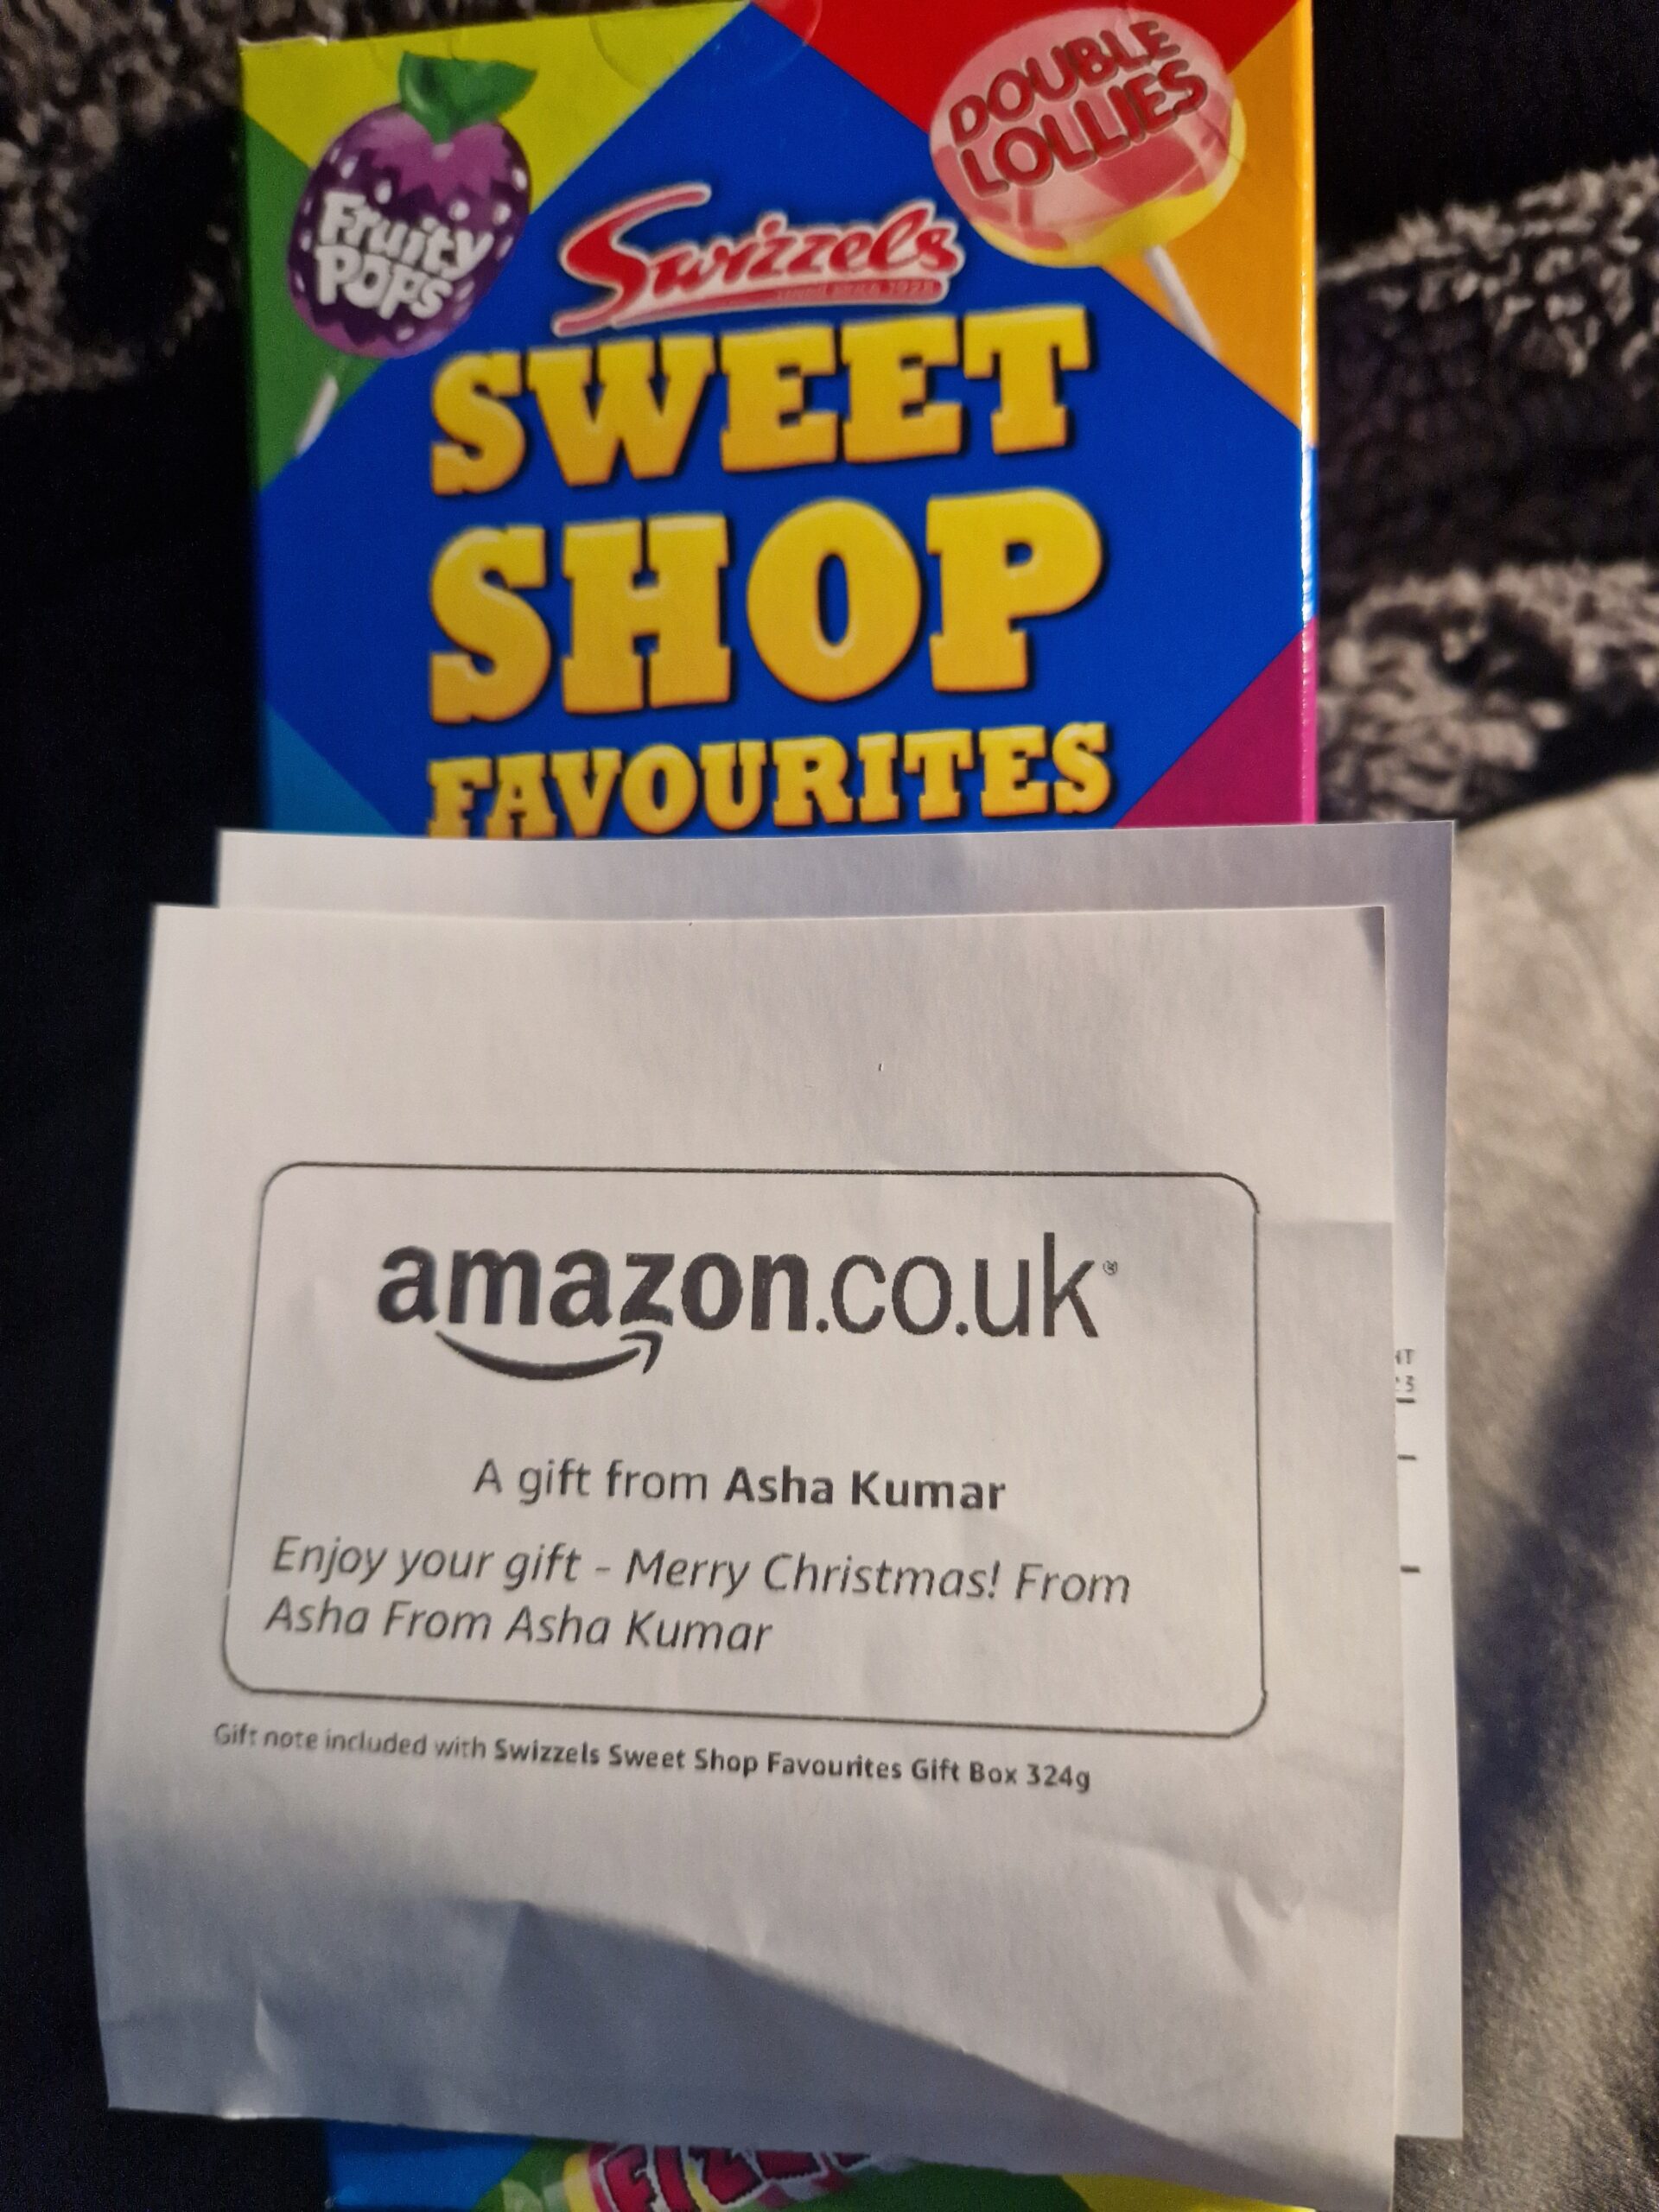 DOUBLE
LOLLIES
Fruity
POPS
Swizzels
SWEET
SHOP
FAVOURITES
amazon.co.uk
A gift from Asha Kumar
Enjoy your gift - Merry Christmas! From
Asha From Asha Kumar
Gift note included with Swizzels Sweet Shop Favourites Gift Box 324g